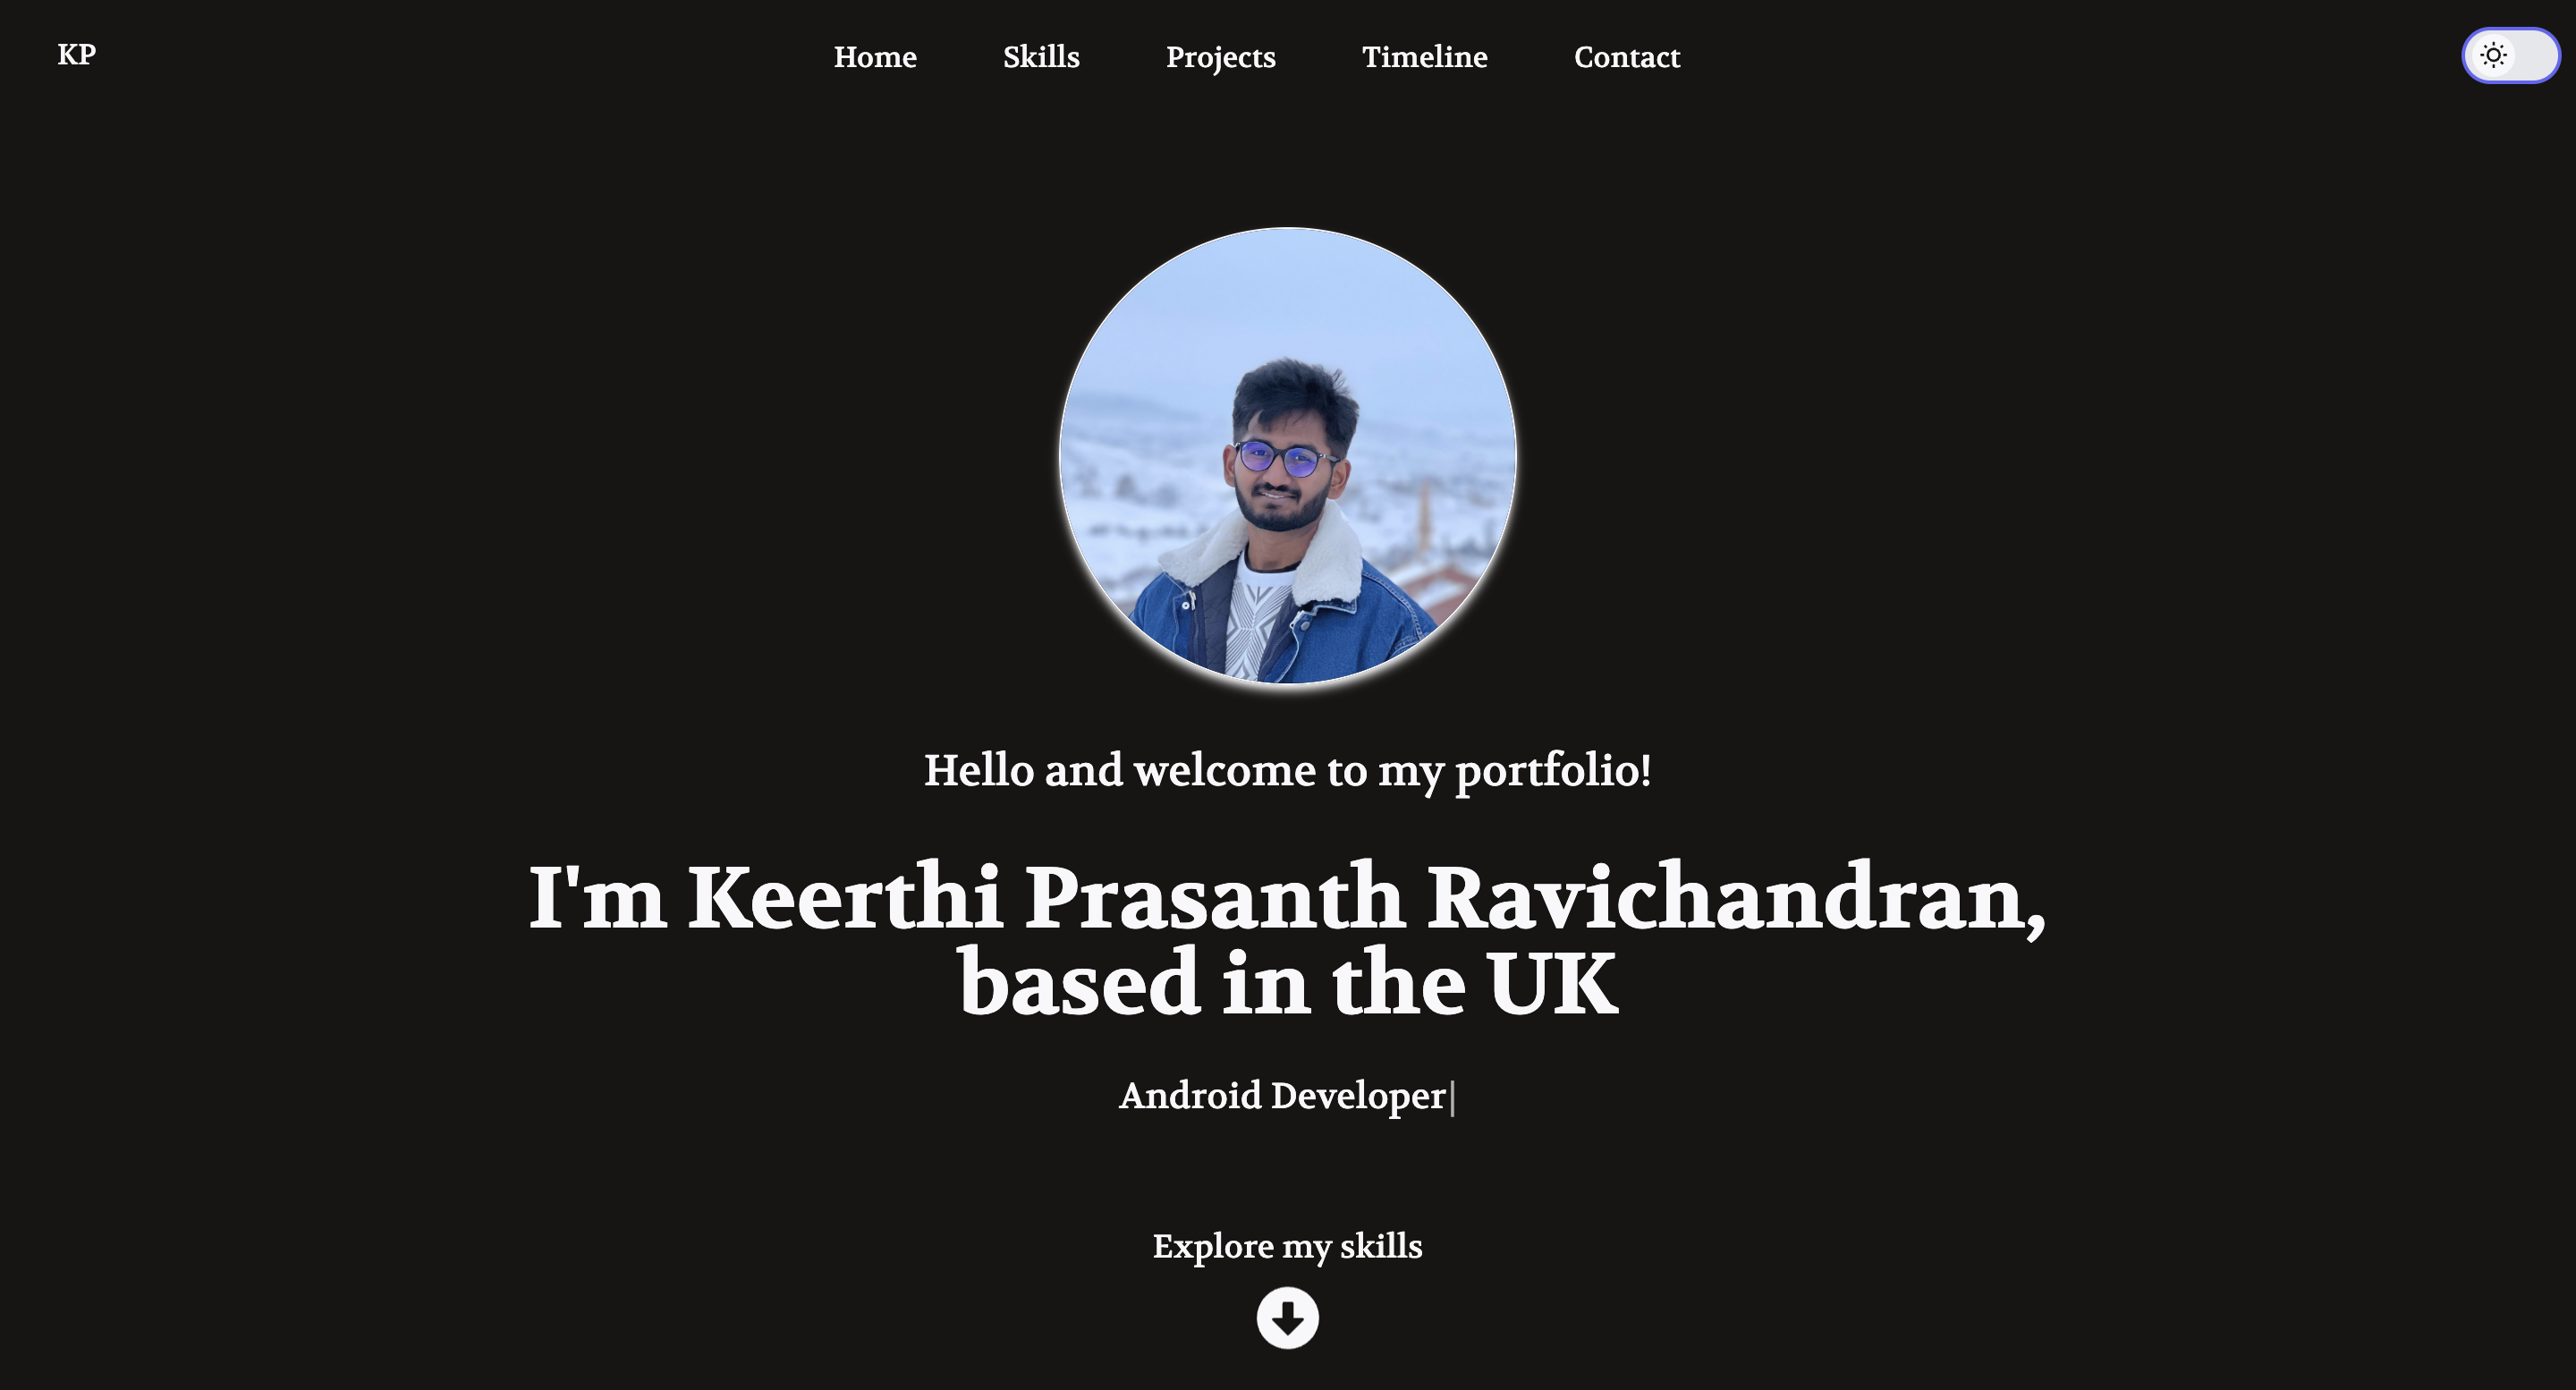 KP
Home
Skills
Projects
Timeline
Contact
Hello and welcome to my portfolio!
I'm Keerthi Prasanth Ravichandran,
based in the UK
Android Developer|
Explore my skills